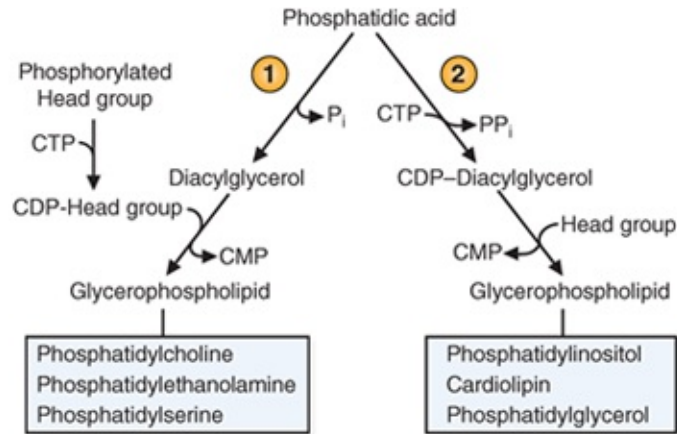 Phosphatidic acid
1
2
Phosphorylated
Head group
Pi
CTP
PPi
CTP
Diacylglycerol
CDP–Diacylglycerol
CDP-Head group
Head group
CMP
CMP
Glycerophospholipid
Glycerophospholipid
Phosphatidylcholine
Phosphatidylethanolamine
Phosphatidylserine
Phosphatidylinositol
Cardiolipin
Phosphatidylglycerol